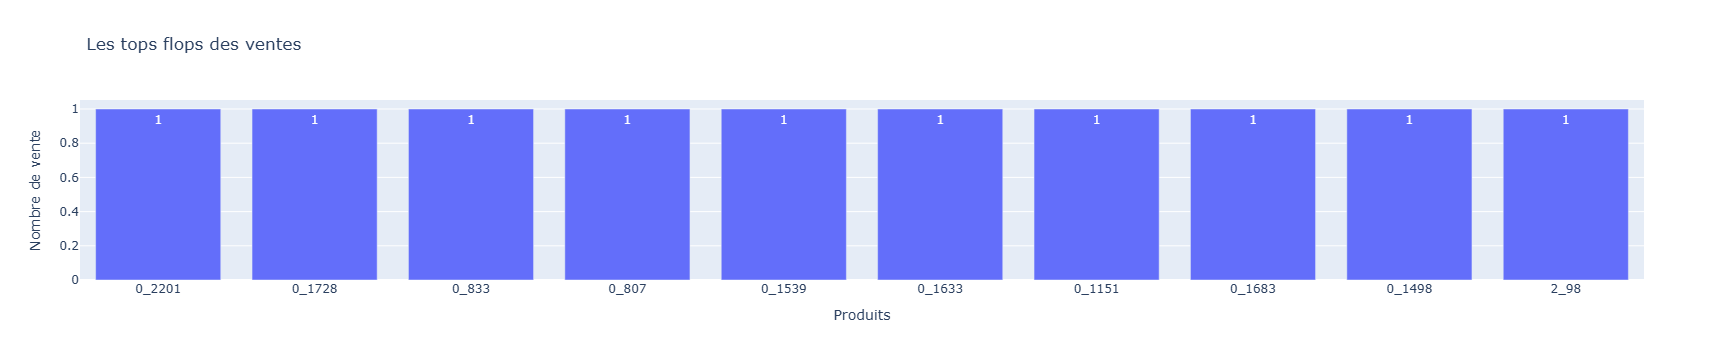 Les tops flops des ventes
Nombre de vente
1
0.8
0.6
0.4
0.2
0
1 1 1 1 1 1 1 1 1 1
0_2201 0_1728 0_833 0_807 0_1539 0_1633 0_1151 0_1683 0_1498 2_98
Produits